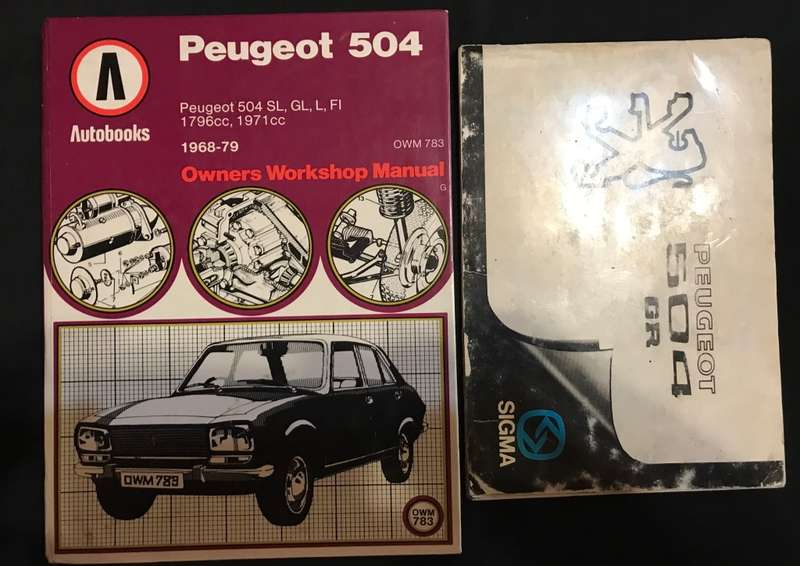 Peugeot 504
Autobooks
Peugeot 504 SL, GL, L, FI
1796cc, 1971cc
1968-79
OWM 783
Owners Workshop Manual
G
OWM 783
OWM
783
PEUGEOT
504
GR
SIGMA